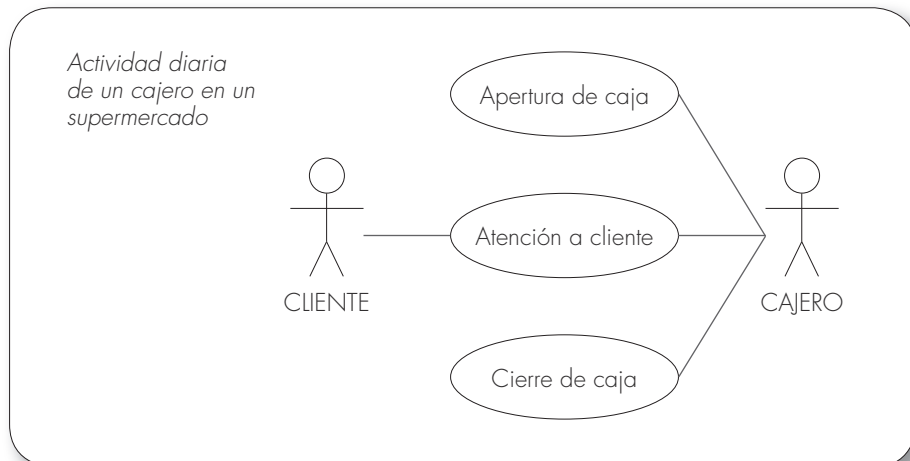 Actividad diaria
de un cajero en un
supermercado
Apertura de caja
Atención a cliente
CLIENTE
CAJERO
Cierre de caja